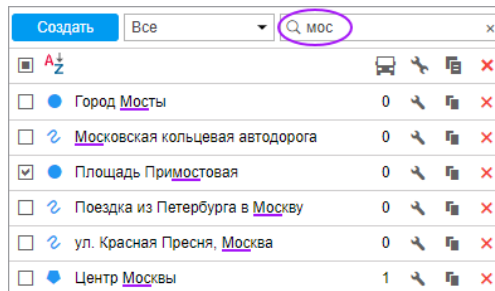 Создать Все мос
A Z
Город Мосты 0
Московская кольцевая автодорога 0
Площадь Примостовая 0
Поездка из Петербурга в Москву 0
ул. Красная Пресня, Москва 0
Центр Москвы 1